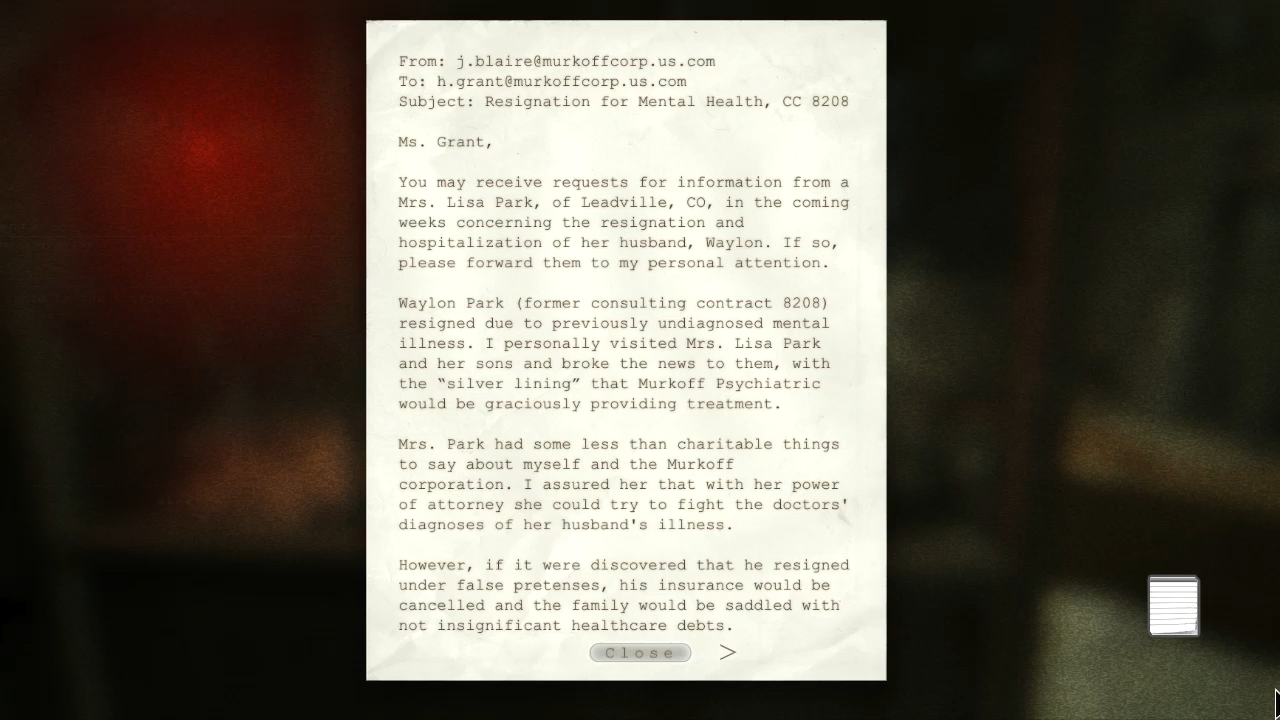 From: j.blaire@murkoffcorp.us.com
To: h.grant@murkoffcorp.us.com
Subject: Resignation for Mental Health, CC 8208
Ms. Grant,
You may receive requests for information from a
Mrs. Lisa Park, of Leadville, CO, in the coming
weeks concerning the resignation and
hospitalization of her husband, Waylon. If so,
please forward them to my personal attention.
Waylon Park (former consulting contract 8208)
resigned due to previously undiagnosed mental
illness. I personally visited Mrs. Lisa Park
and her sons and broke the news to them, with
the “silver lining” that Murkoff Psychiatric
would be graciously providing treatment.
Mrs. Park had some less than charitable things
to say about myself and the Murkoff
corporation. I assured her that with her power
of attorney she could try to fight the doctors'
diagnoses of her husband's illness.
However, if it were discovered that he resigned
under false pretenses, his insurance would be
cancelled and the family would be saddled with
not insignificant healthcare debts.
Close >